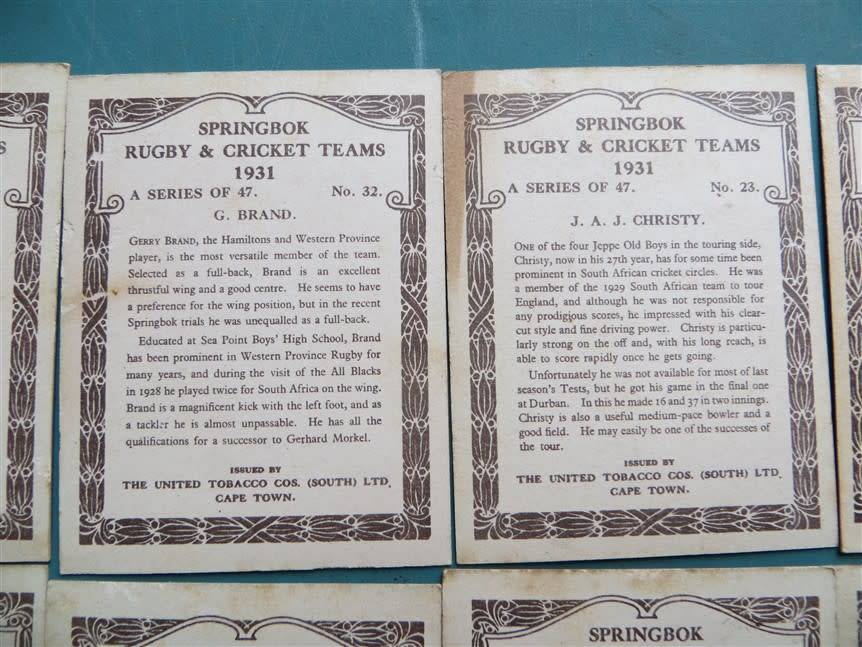 SPRINGBOK
RUGBY & CRICKET TEAMS
1931
A SERIES OF 47. No. 32.
G. BRAND.
GERRY BRAND, the Hamiltons and Western Province
player, is the most versatile member of the team.
Selected as a full-back, Brand is an excellent
thrustful wing and a good centre. He seems to have
a preference for the wing position, but in the recent
Springbok trials he was unequalled as a full-back.
Educated at Sea Point Boys' High School, Brand
has been prominent in Western Province Rugby for
many years, and during the visit of the All Blacks
in 1928 he played twice for South Africa on the wing.
Brand is a magnificent kick with the left foot, and as
a tackler he is almost unpassable. He has all the
qualifications for a successor to Gerhard Morkel.
ISSUED BY
THE UNITED TOBACCO COS. (SOUTH) LTD.
CAPE TOWN.
SPRINGBOK
RUGBY & CRICKET TEAMS
1931
A SERIES OF 47. No. 23.
J. A. J. CHRISTY.
ONE of the four Jeppe Old Boys in the touring side,
Christy, now in his 27th year, has for some time been
prominent in South African cricket circles. He was
a member of the 1929 South African team to tour
England, and although he was not responsible for
any prodigious scores, he impressed with his clear-
cut style and fine driving power. Christy is particu-
larly strong on the off and, with his long reach, is
able to score rapidly once he gets going.
Unfortunately he was not available for most of last
season's Tests, but he got his game in the final one
at Durban. In this he made 16 and 37 in two innings.
Christy is also a useful medium-pace bowler and a
good field. He may easily be one of the successes of
the tour.
ISSUED BY
THE UNITED TOBACCO COS. (SOUTH) LTD.
CAPE TOWN.
SPRINGBOK